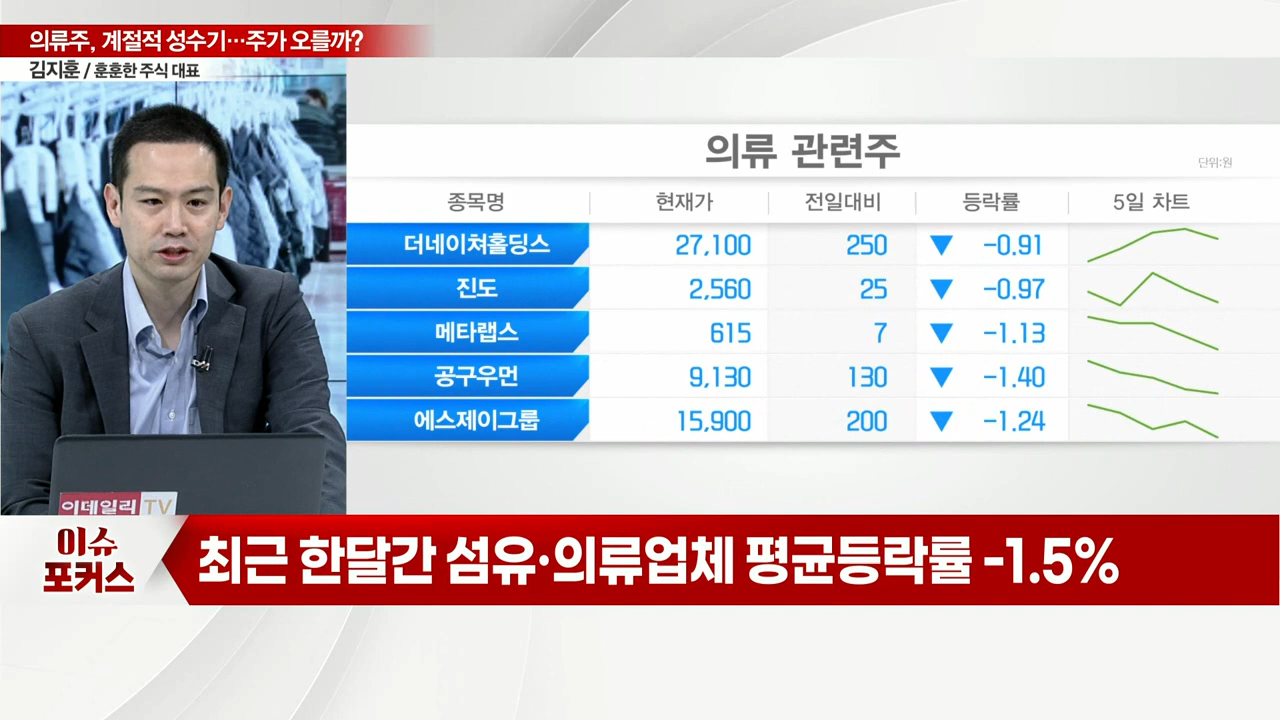 의류주, 계절적 성수기…주가 오를까?
김지훈 / 훈훈한 주식 대표
의류 관련주
단위:원
종목명 현재가 전일대비 등락률 5일 차트
더네이쳐홀딩스 27,100 250 ▼ -0.91
진도 2,560 25 ▼ -0.97
메타랩스 615 7 ▼ -1.13
공구우먼 9,130 130 ▼ -1.40
에스제이그룹 15,900 200 ▼ -1.24
이데일리 TV
이슈
포커스
최근 한달간 섬유·의류업체 평균등락률 -1.5%